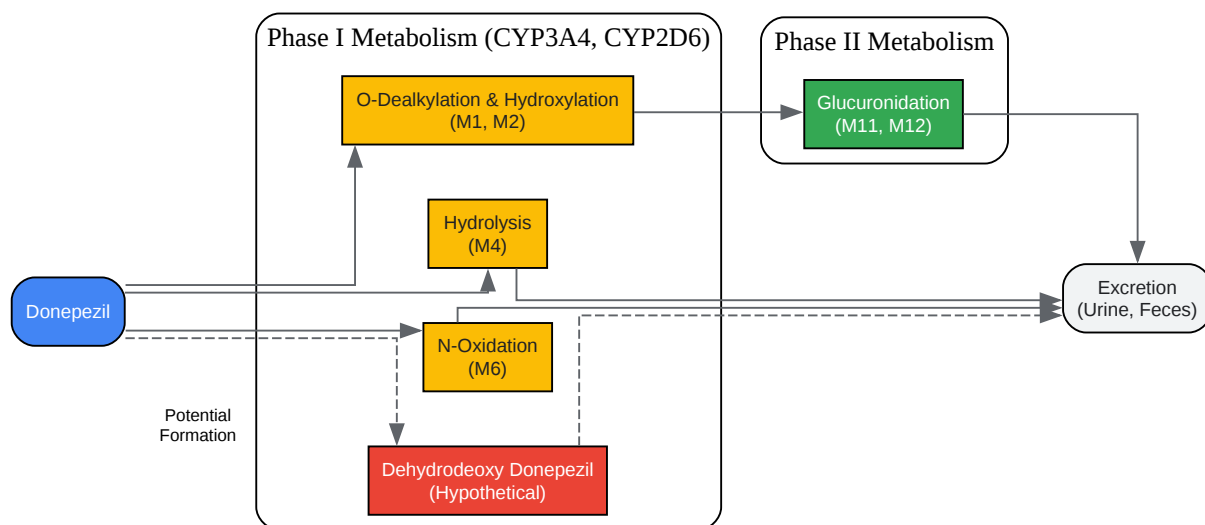 Phase I Metabolism (CYP3A4, CYP2D6)
Phase II Metabolism
O-Dealkylation & Hydroxylation
(M1, M2)
Glucuronidation
(M11, M12)
Hydrolysis
(M4)
Donepezil
Excretion
(Urine, Feces)
N-Oxidation
(M6)
Potential
Formation
Dehydrodeoxy Donepezil
(Hypothetical)